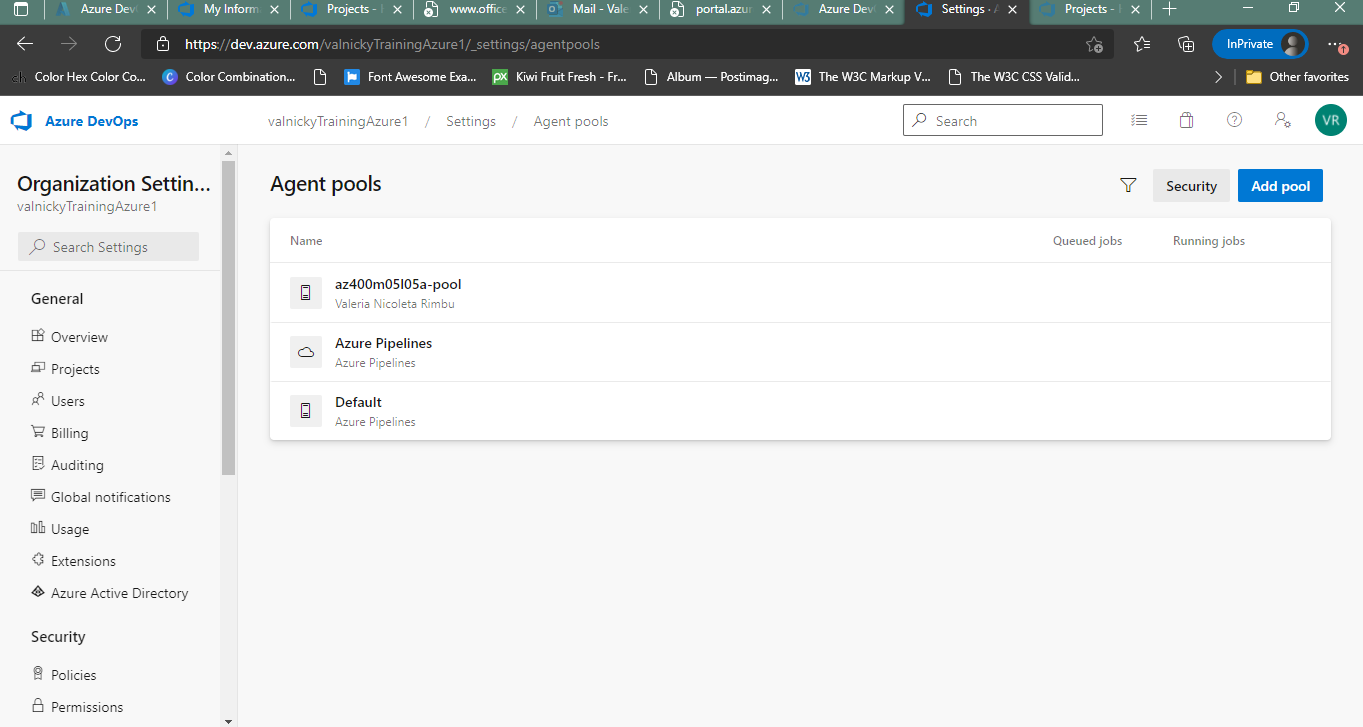 Azure Dev
My Inform
Projects -
www.office
Mail - Vale
portal.azur
Azure DevO
Settings · A
Projects -
https://dev.azure.com/valnickyTrainingAzure1/_settings/agentpools
InPrivate
ch Color Hex Color Co...
Color Combination...
Font Awesome Exa...
px Kiwi Fruit Fresh - Fr...
Album — Postimag...
W3 The W3C Markup V...
The W3C CSS Valid...
Other favorites
Azure DevOps
valnickyTrainingAzure1 / Settings / Agent pools
Search
VR
Organization Settin...
valnickyTrainingAzure1
Search Settings
General
Overview
Projects
Users
Billing
Auditing
Global notifications
Usage
Extensions
Azure Active Directory
Security
Policies
Permissions
Agent pools
Security
Add pool
Name
Queued jobs
Running jobs
az400m05l05a-pool
Valeria Nicoleta Rimbu
Azure Pipelines
Azure Pipelines
Default
Azure Pipelines